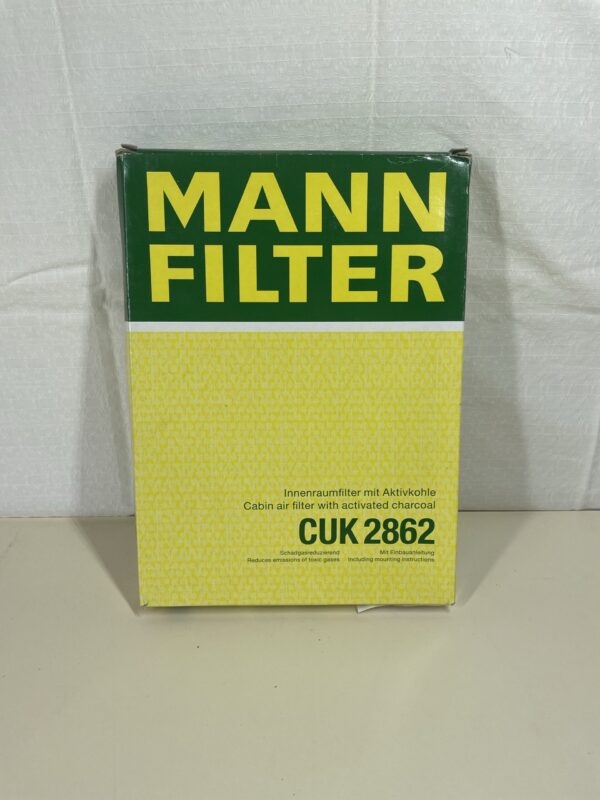 MANN
FILTER
Innenraumfilter mit Aktivkohle
Cabin air filter with activated charcoal
CUK 2862
Schadgasreduzierend Mit Einbauanleitung
Reduces emissions of toxic gases Including mounting instructions